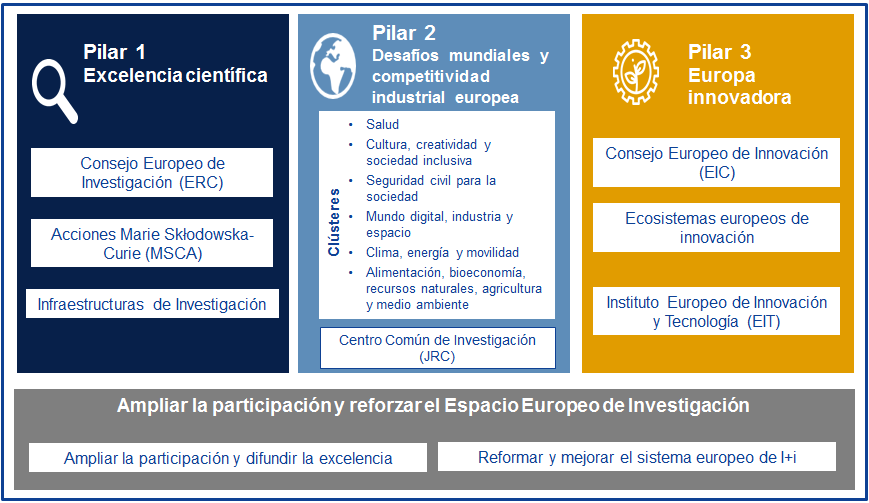 Pilar 1
Excelencia científica
Consejo Europeo de
Investigación (ERC)
Acciones Marie Skłodowska-
Curie (MSCA)
Infraestructuras de Investigación
Pilar 2
Desafíos mundiales y
competitividad
industrial europea
Clústeres
• Salud
• Cultura, creatividad y
sociedad inclusiva
• Seguridad civil para la
sociedad
• Mundo digital, industria y
espacio
• Clima, energía y movilidad
• Alimentación, bioeconomía,
recursos naturales, agricultura
y medio ambiente
Centro Común de Investigación
(JRC)
Pilar 3
Europa
innovadora
Consejo Europeo de Innovación
(EIC)
Ecosistemas europeos de
innovación
Instituto Europeo de Innovación
y Tecnología (EIT)
Ampliar la participación y reforzar el Espacio Europeo de Investigación
Ampliar la participación y difundir la excelencia
Reformar y mejorar el sistema europeo de I+i